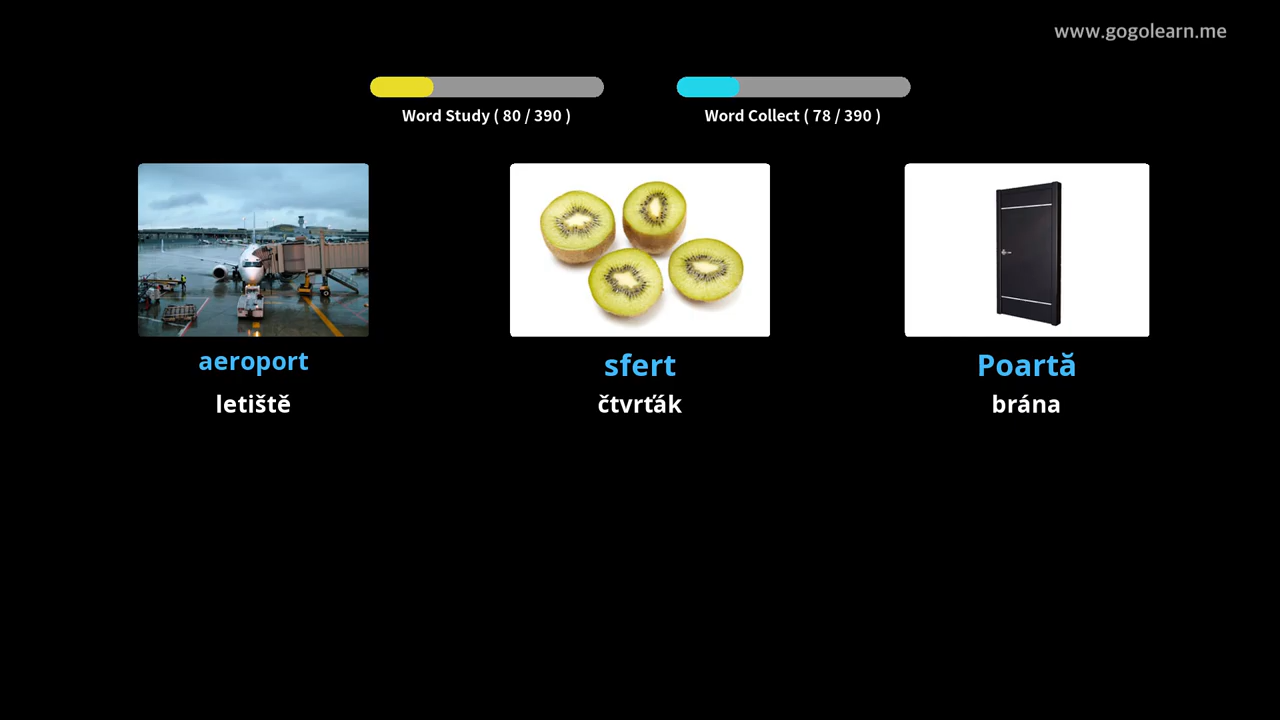 www.gogolearn.me
Word Study ( 80 / 390 )
Word Collect ( 78 / 390 )
aeroport
letiště
sfert
čtvrťák
Poartă
brána